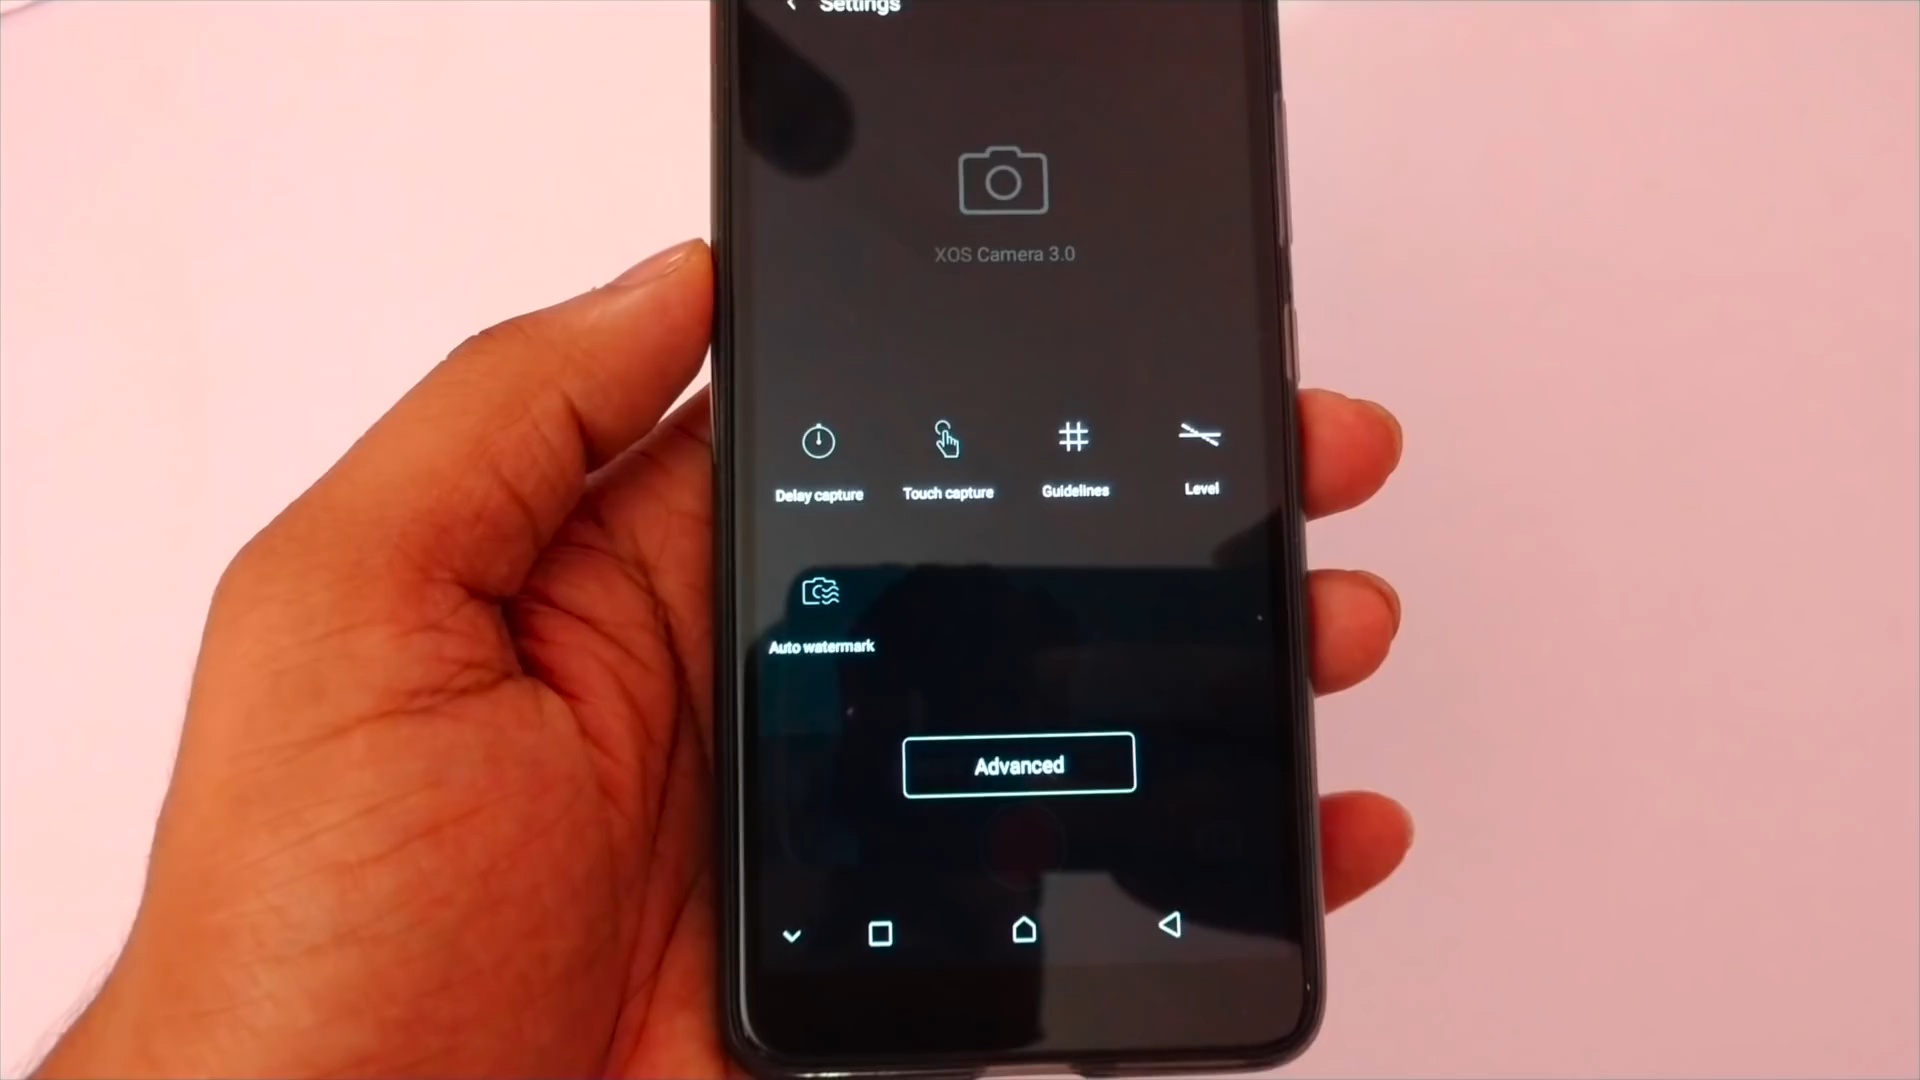 Settings
XOS Camera 3.0
Delay capture
Touch capture
Guidelines
Level
Auto watermark
Advanced